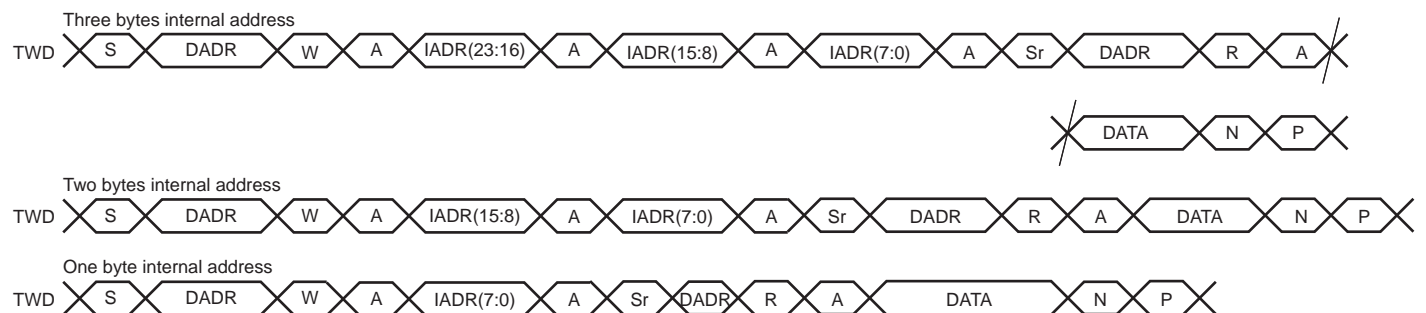 Three bytes internal address
TWD S DADR W A IADR(23:16) A IADR(15:8) A IADR(7:0) A Sr DADR R A
DATA N P
Two bytes internal address
TWD S DADR W A IADR(15:8) A IADR(7:0) A Sr DADR R A DATA N P
One byte internal address
TWD S DADR W A IADR(7:0) A Sr DADR R A DATA N P